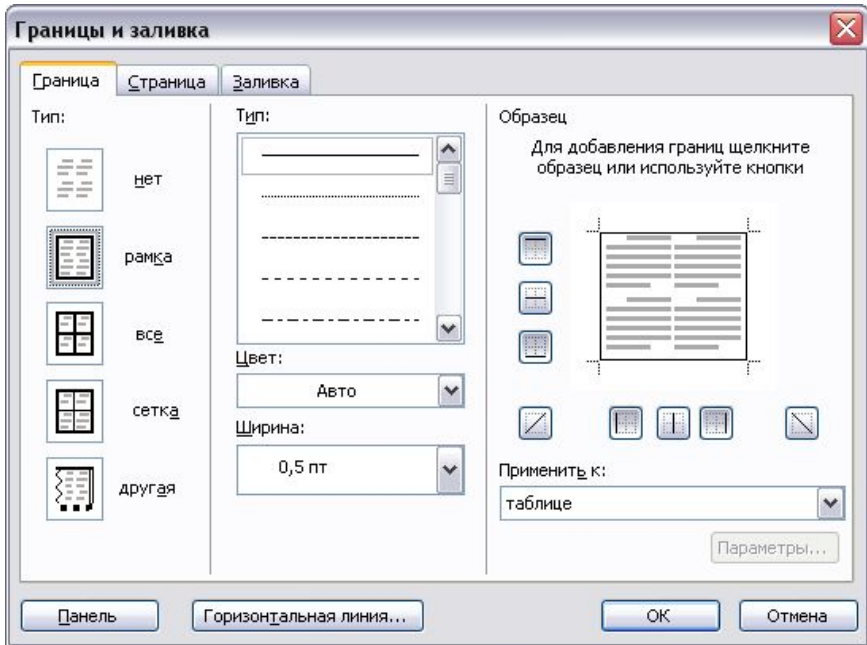 Границы и заливка
Граница
Страница
Заливка
Тип:
нет
рамка
все
сетка
другая
Тип:
Цвет:
Авто
Ширина:
0,5 пт
Образец
Для добавления границ щелкните
образец или используйте кнопки
Применить к:
таблице
Параметры...
Панель
Горизонтальная линия...
ОК
Отмена